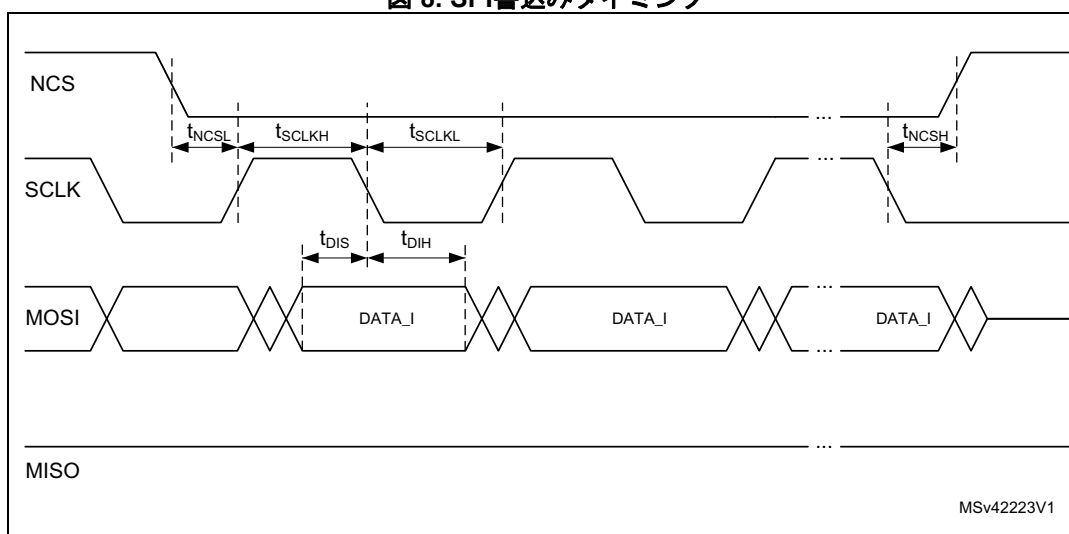 NCS
tNCSL
tSCLKH
tSCLKL
...
tNCSH
SCLK
...
tDIS
tDIH
MOSI
DATA_I
DATA_I
...
DATA_I
...
...
MISO
MSv42223V1